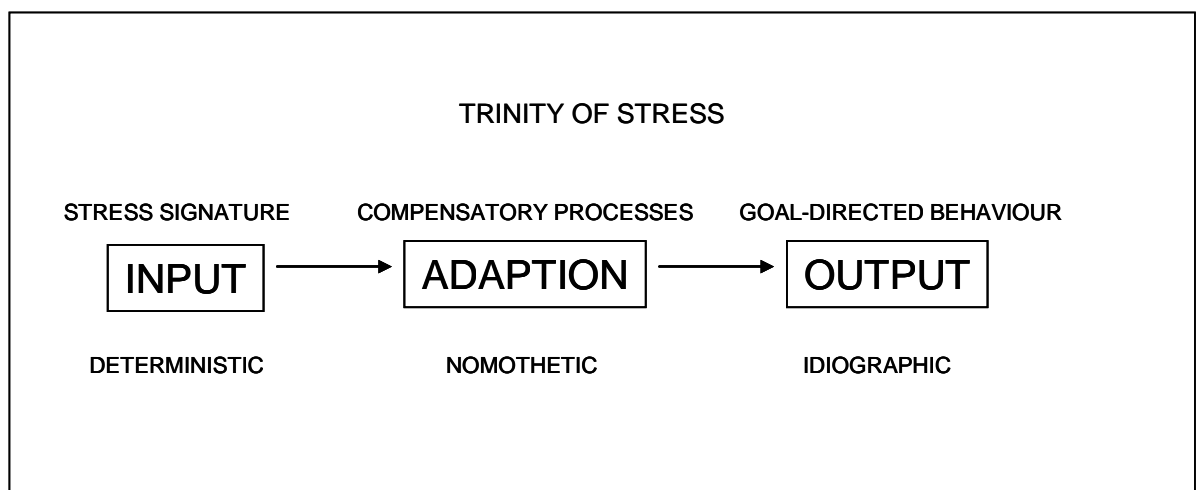 TRINITY OF STRESS
STRESS SIGNATURE COMPENSATORY PROCESSES GOAL-DIRECTED BEHAVIOUR
INPUT ADAPTION OUTPUT
DETERMINISTIC NOMOTHETIC IDIOGRAPHIC